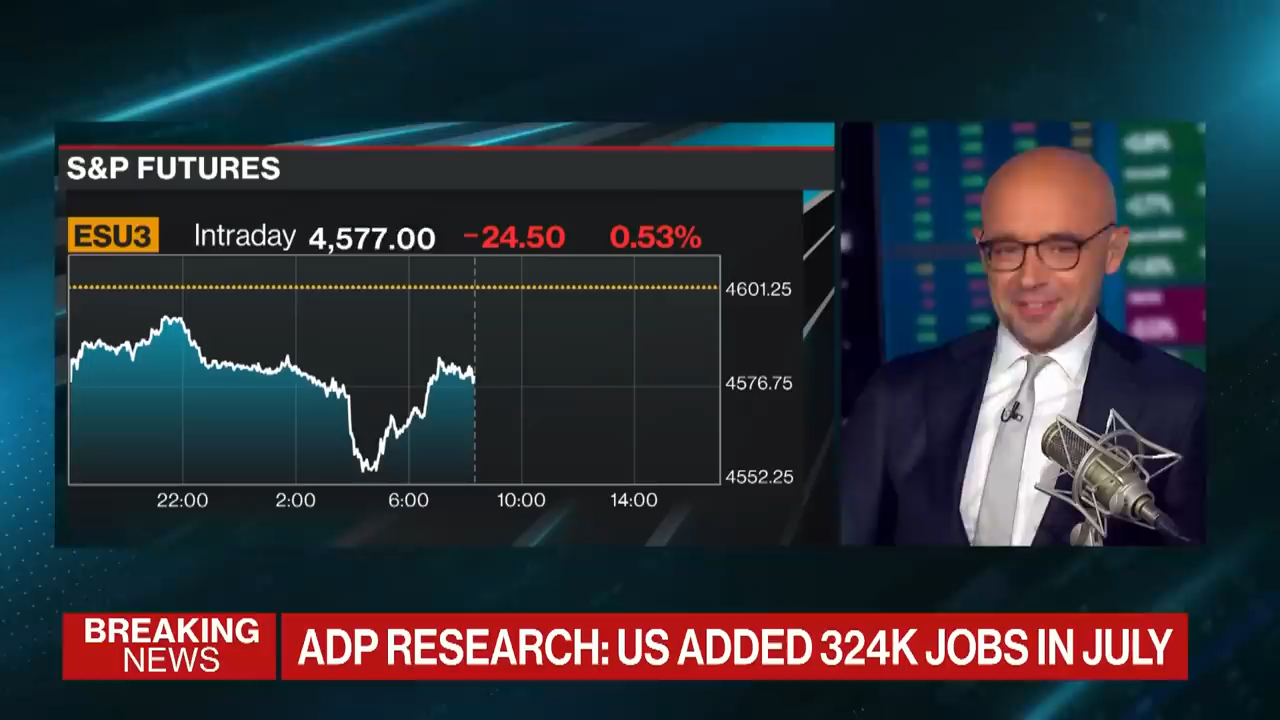 S&P FUTURES
ESU3 Intraday 4,577.00 -24.50 0.53%
4601.25
4576.75
4552.25
22:00 2:00 6:00 10:00 14:00
BREAKING NEWS
ADP RESEARCH: US ADDED 324K JOBS IN JULY